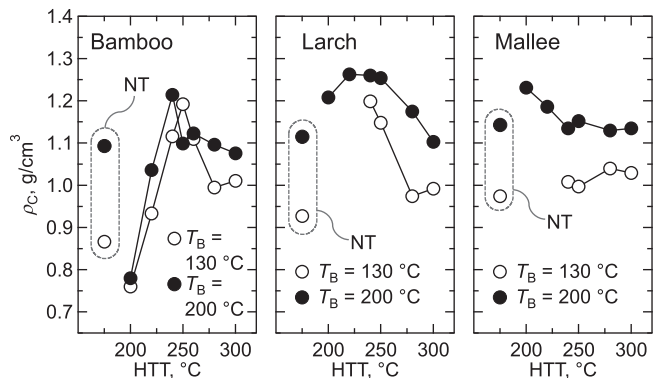 1.4
1.3
1.2
1.1
1.0
0.9
0.8
0.7
ρC, g/cm³
Bamboo
NT
TB =
130 °C
TB =
200 °C
200
250
300
HTT, °C
Larch
NT
TB = 130 °C
TB = 200 °C
200
250
300
HTT, °C
Mallee
NT
TB = 130 °C
TB = 200 °C
200
250
300
HTT, °C